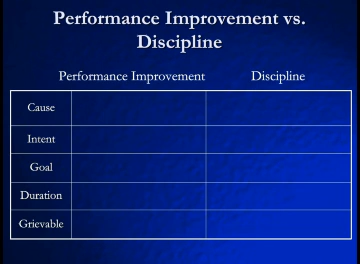 Performance Improvement vs.
Discipline
Performance Improvement Discipline
Cause
Intent
Goal
Duration
Grievable